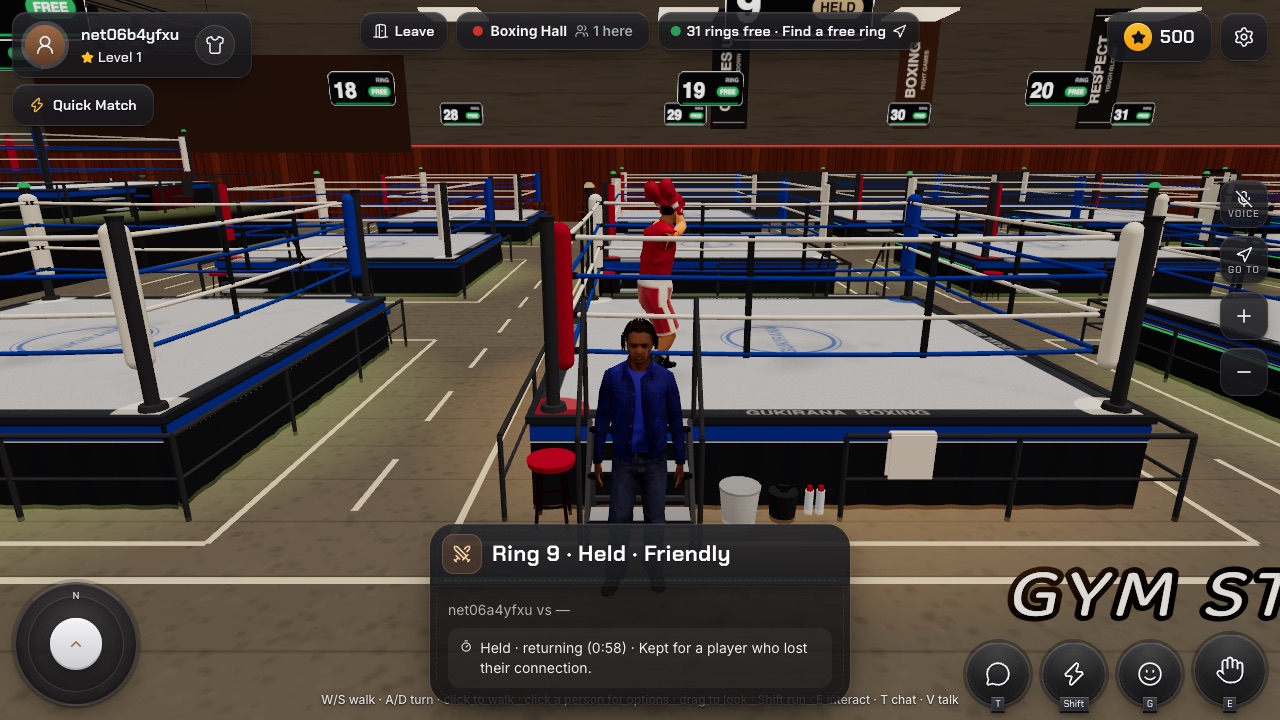 FREE
net06b4yfxu
Level 1
Quick Match
Leave
Boxing Hall 1 here
31 rings free · Find a free ring
HELD
500
18 RING FREE
28 FREE
19 RING FREE
29 FREE
BOXING
30 FREE
20 RING FREE
RESPECT
31 FREE
VOICE
GO TO
GUKIRANA BOXING
Ring 9 · Held · Friendly
net06a4yfxu vs —
Held · returning (0:58) · Kept for a player who lost
their connection.
W/S walk · A/D turn · click to walk · click a person for options · drag to look · Shift run · E interact · T chat · V talk
N
GYM ST
T
Shift
G
E